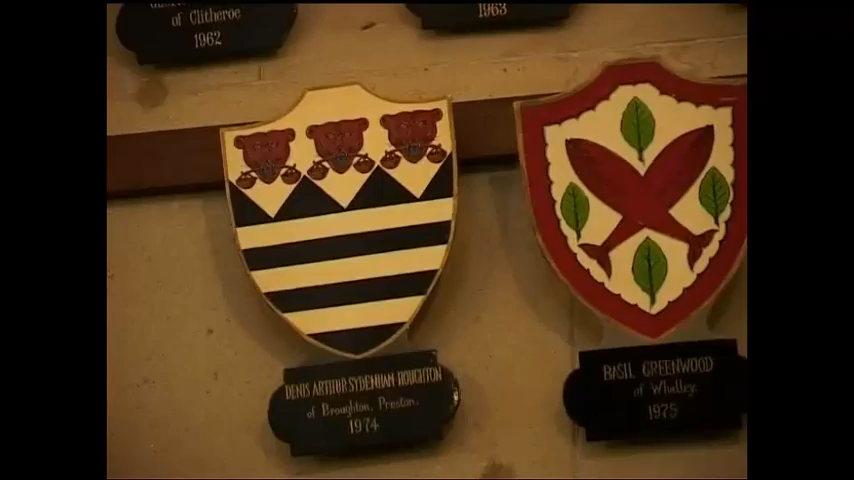 of Clitheroe
1962
1963
DENIS ARTHUR SYDENHAM HOUGHTON
of Broughton, Preston.
1974
BASIL GREENWOOD
of Whalley.
1975